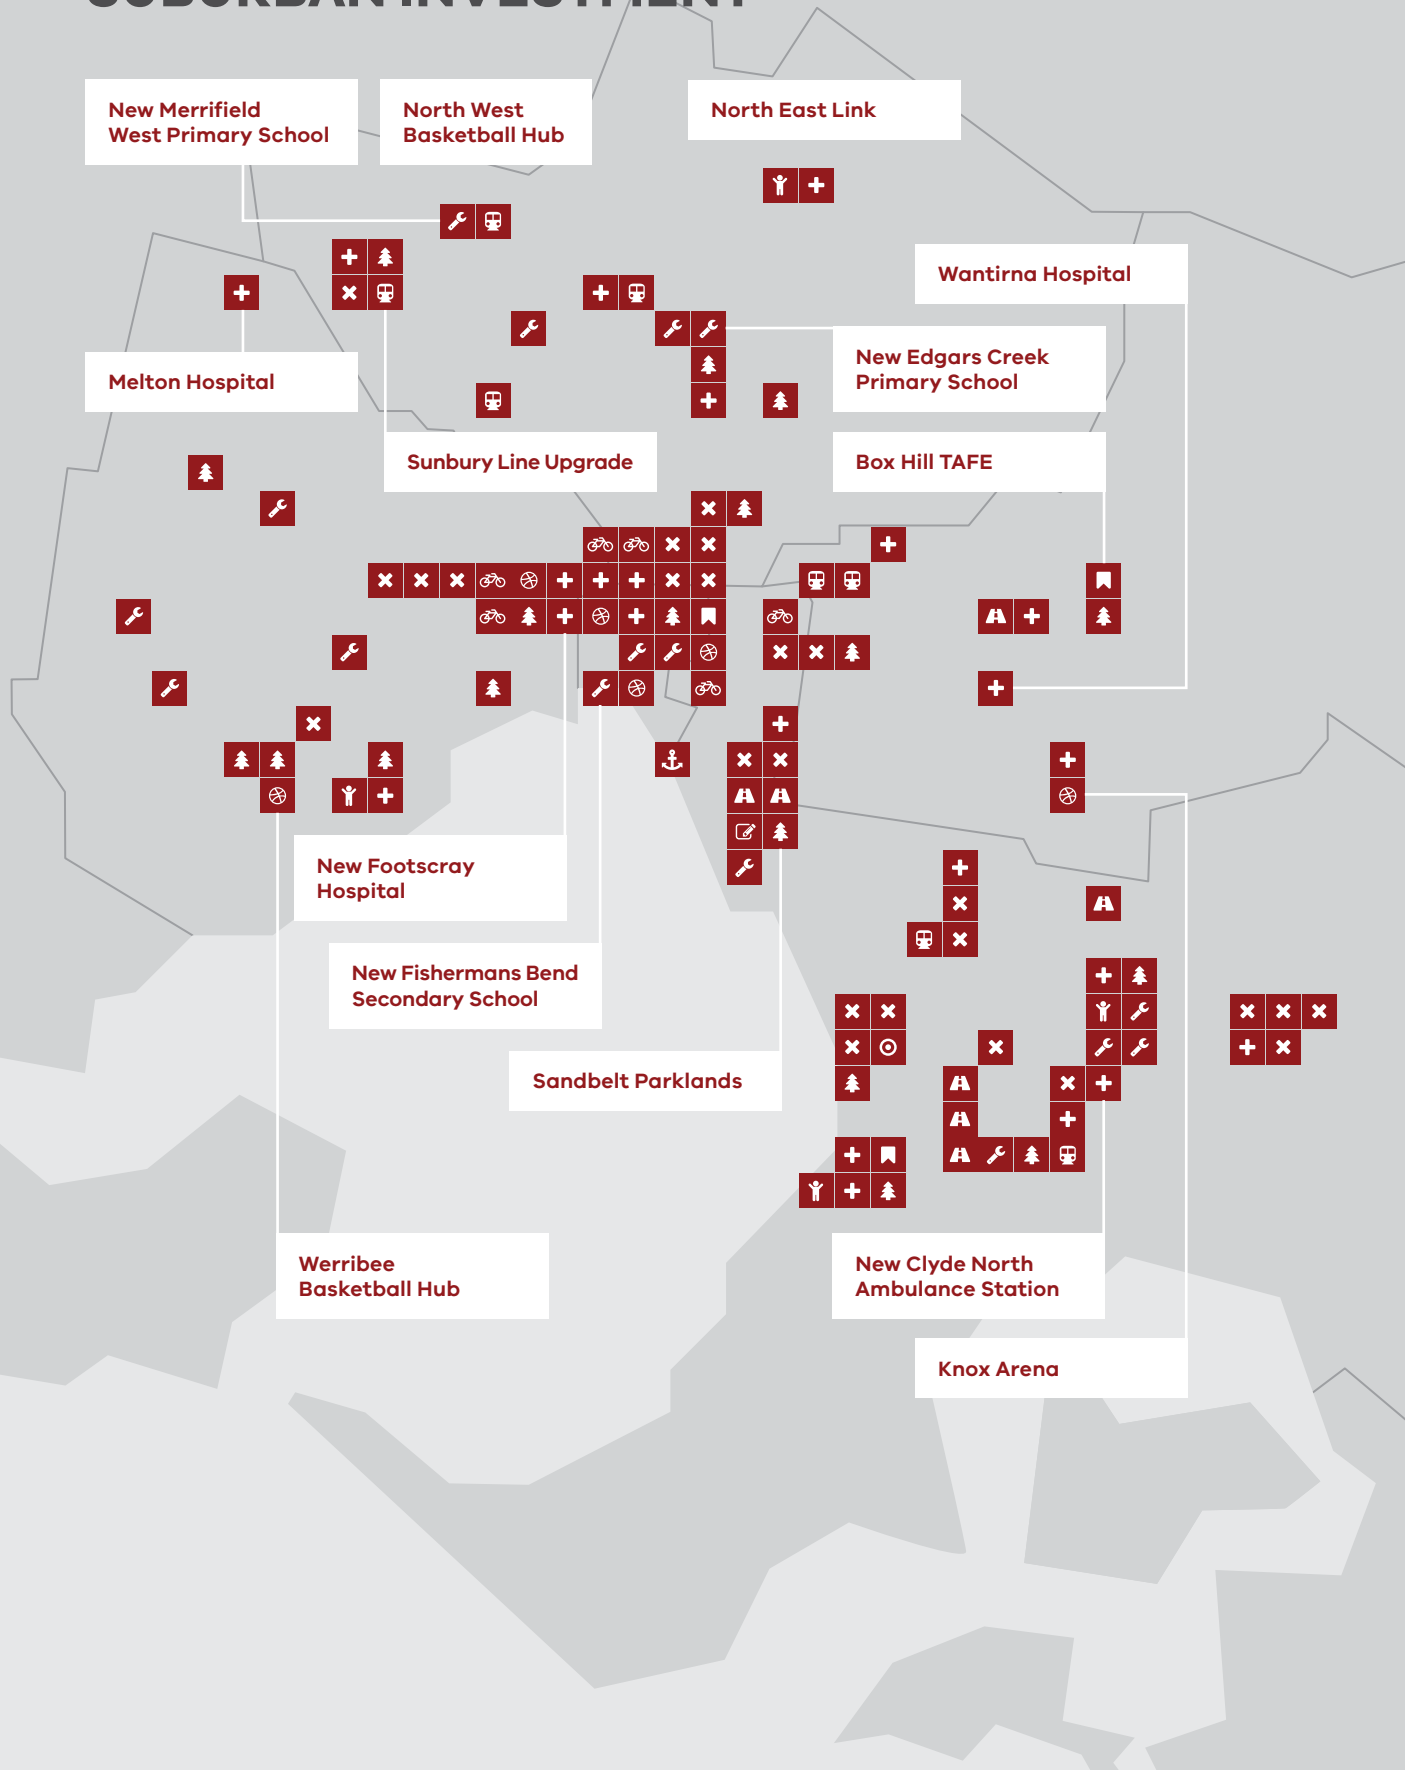 SUBURBAN INVESTMENT
New Merrifield
West Primary School
North West
Basketball Hub
North East Link
Wantirna Hospital
New Edgars Creek
Primary School
Melton Hospital
Sunbury Line Upgrade
Box Hill TAFE
New Footscray
Hospital
New Fishermans Bend
Secondary School
Sandbelt Parklands
Werribee
Basketball Hub
New Clyde North
Ambulance Station
Knox Arena